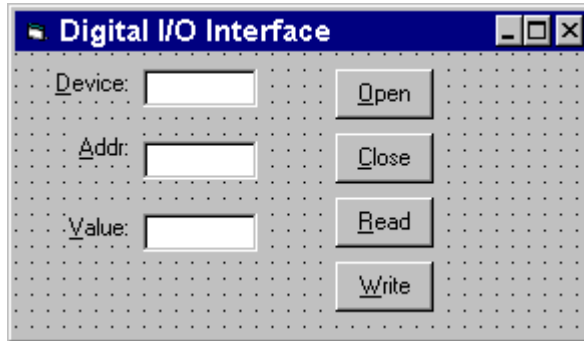 Digital I/O Interface
Device:
Open
Addr:
Close
Value:
Read
Write